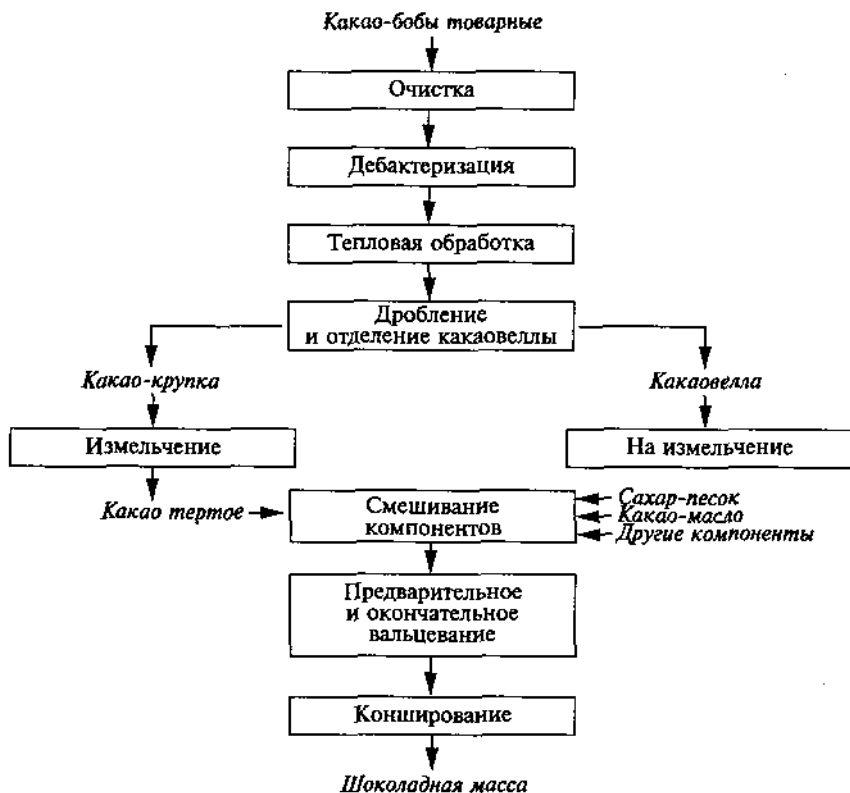 Какао-бобы товарные
Очистка
Дебактеризация
Тепловая обработка
Дробление
и отделение какаовеллы
Какао-крупка
Какаовелла
Измельчение
На измельчение
Какао тертое
Смешивание
компонентов
Сахар-песок
Какао-масло
Другие компоненты
Предварительное
и окончательное
вальцевание
Конширование
Шоколадная масса